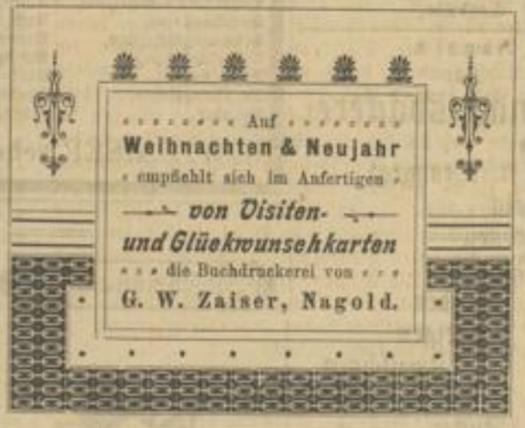 Auf
Weihnachten & Neujahr
empfiehlt sich im Anfertigen
von Visiten-
und Glückwunschkarten
die Buchdruckerei von
G. W. Zaiser, Nagold.